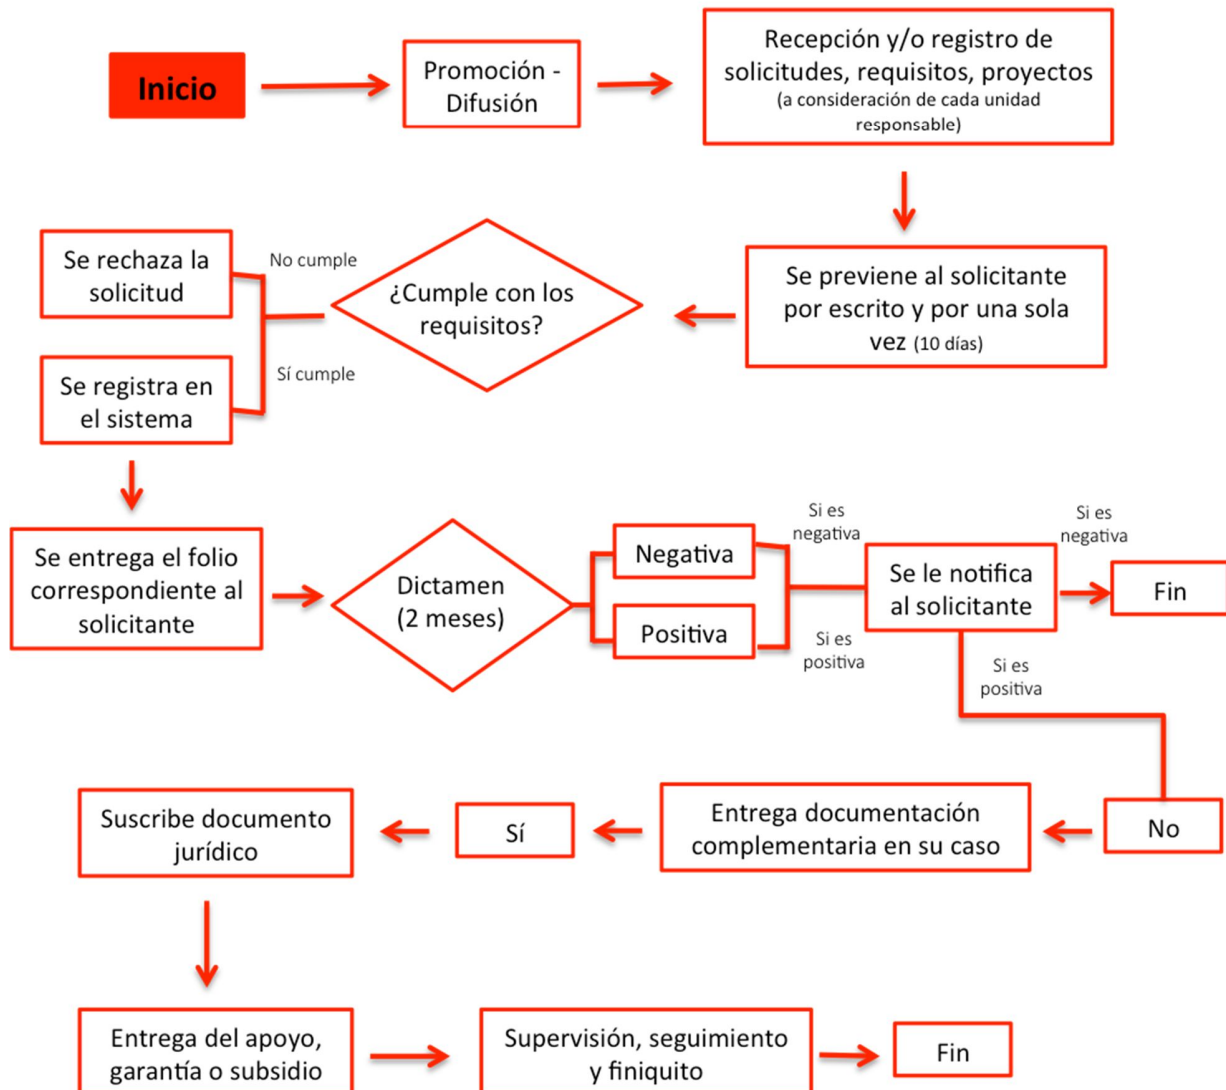 Inicio
Promoción -
Difusión
Recepción y/o registro de
solicitudes, requisitos, proyectos
(a consideración de cada unidad
responsable)
Se rechaza la
solicitud
No cumple
¿Cumple con los
requisitos?
Se previene al solicitante
por escrito y por una sola
vez (10 días)
Sí cumple
Se registra en
el sistema
Se entrega el folio
correspondiente al
solicitante
Dictamen
(2 meses)
Negativa
Positiva
Si es
negativa
Si es
positiva
Se le notifica
al solicitante
Si es
negativa
Fin
Si es
positiva
No
Entrega documentación
complementaria en su caso
Sí
Suscribe documento
jurídico
Entrega del apoyo,
garantía o subsidio
Supervisión, seguimiento
y finiquito
Fin